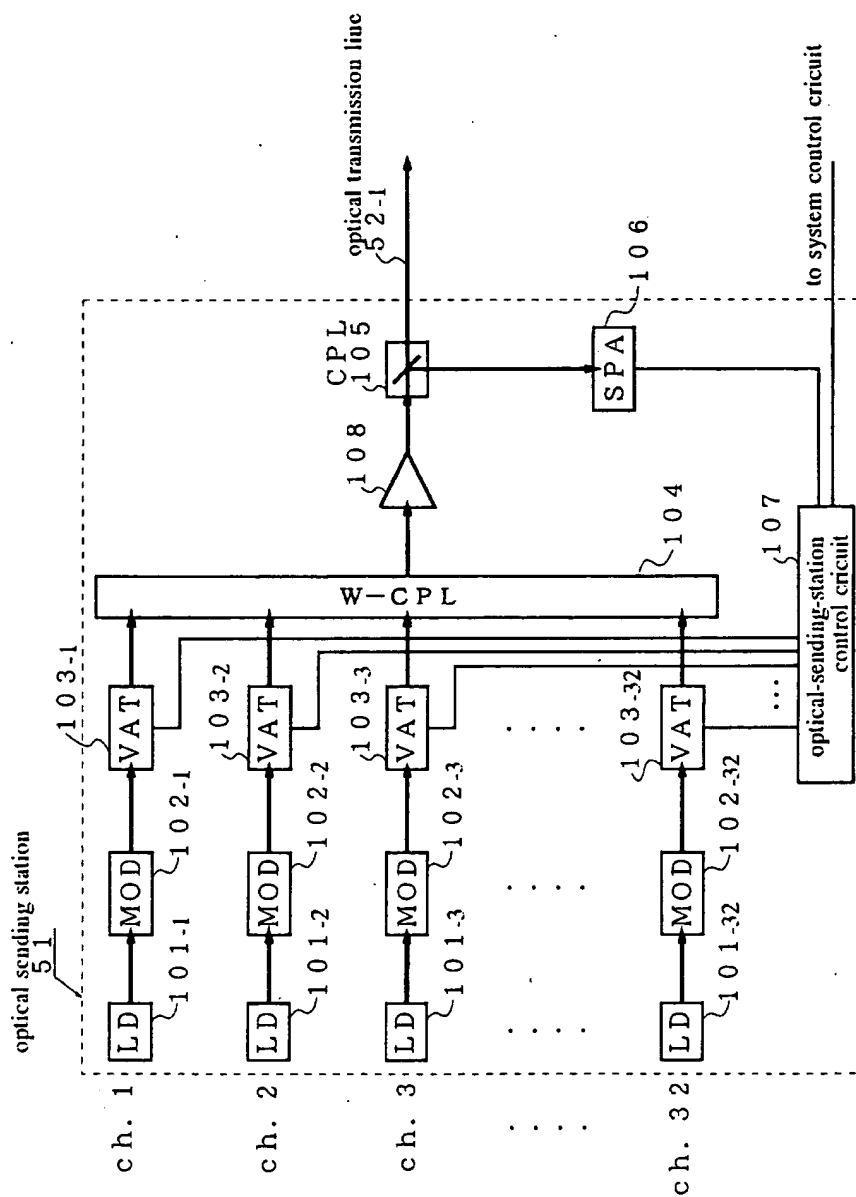 optical sending station
51
ch. 1
LD
101-1
MOD
102-1
VAT
103-1
ch. 2
LD
101-2
MOD
102-2
VAT
103-2
ch. 3
LD
101-3
MOD
102-3
VAT
103-3
. . . .
. . . .
. . . .
. . . .
ch. 32
LD
101-32
MOD
102-32
VAT
103-32
W-CPL
104
108
CPL
105
optical transmission line
52-1
SPA
106
...
optical-sending-station
control cricuit
107
to system control cricuit